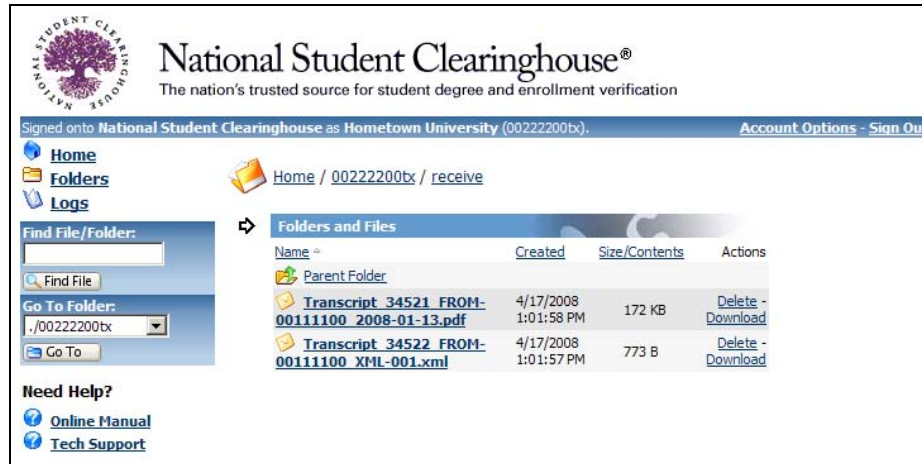 NATIONAL STUDENT CLEARINGHOUSE
National Student Clearinghouse®
The nation's trusted source for student degree and enrollment verification
Signed onto National Student Clearinghouse as Hometown University (00222200tx). Account Options - Sign Ou
Home
Folders
Logs
Home / 00222200tx / receive
Find File/Folder:
Find File
Go To Folder:
./00222200tx
Go To
Need Help?
Online Manual
Tech Support
Folders and Files
Name Created Size/Contents Actions
Parent Folder
Transcript_34521_FROM- 4/17/2008 172 KB Delete -
00111100_2008-01-13.pdf 1:01:58 PM Download
Transcript_34522_FROM- 4/17/2008 773 B Delete -
00111100_XML-001.xml 1:01:57 PM Download